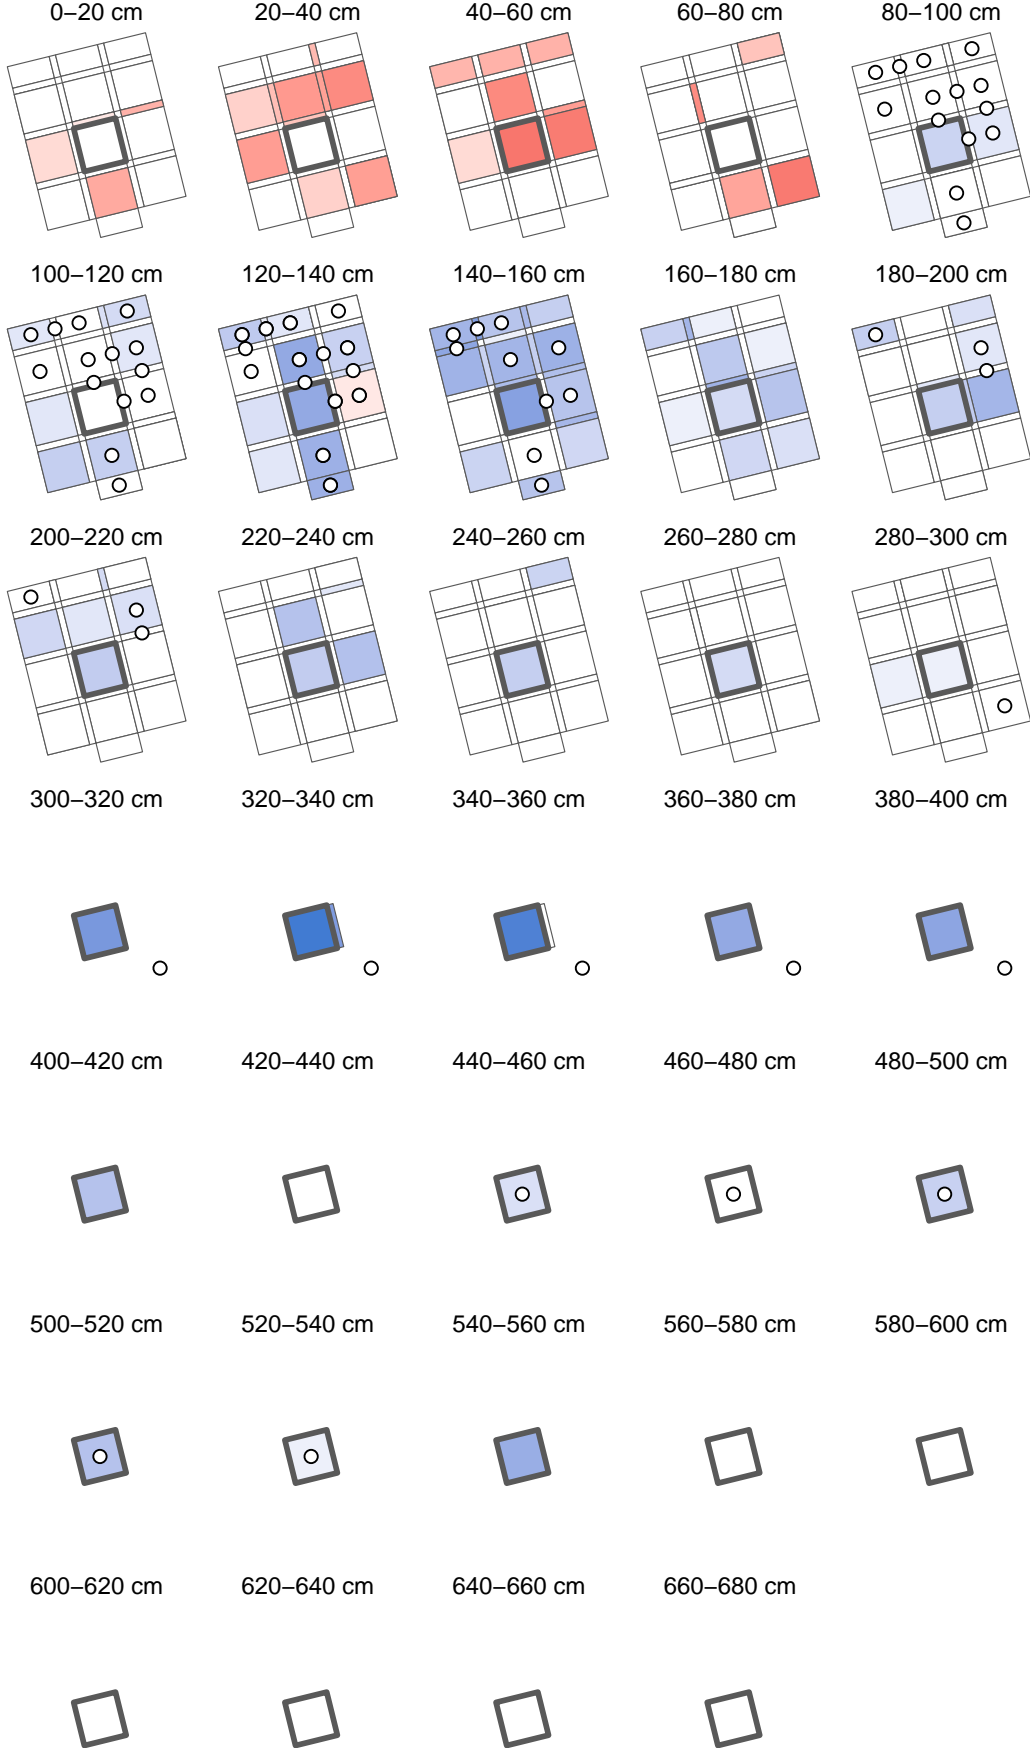 0–20 cm 20–40 cm 40–60 cm 60–80 cm 80–100 cm
100–120 cm 120–140 cm 140–160 cm 160–180 cm 180–200 cm
200–220 cm 220–240 cm 240–260 cm 260–280 cm 280–300 cm
300–320 cm 320–340 cm 340–360 cm 360–380 cm 380–400 cm
400–420 cm 420–440 cm 440–460 cm 460–480 cm 480–500 cm
500–520 cm 520–540 cm 540–560 cm 560–580 cm 580–600 cm
600–620 cm 620–640 cm 640–660 cm 660–680 cm